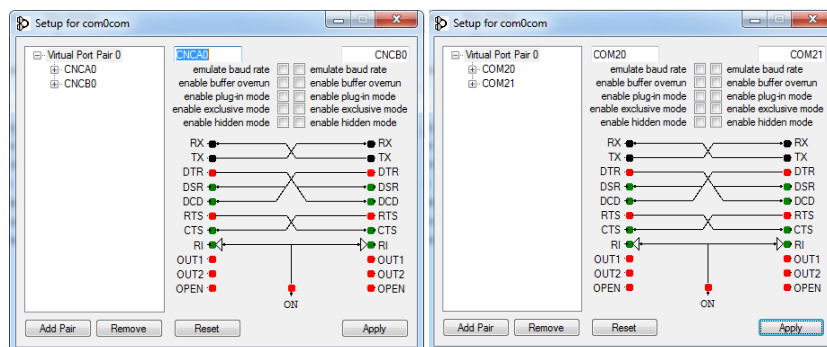 Setup for com0com
Virtual Port Pair 0
CNCA0
CNCB0
CNCA0
CNCB0
emulate baud rate emulate baud rate
enable buffer overrun enable buffer overrun
enable plug-in mode enable plug-in mode
enable exclusive mode enable exclusive mode
enable hidden mode enable hidden mode
RX RX
TX TX
DTR DTR
DSR DSR
DCD DCD
RTS RTS
CTS CTS
RI RI
OUT1 OUT1
OUT2 OUT2
OPEN OPEN
ON
Add Pair Remove Reset Apply
Setup for com0com
Virtual Port Pair 0
COM20
COM21
COM20
COM21
emulate baud rate emulate baud rate
enable buffer overrun enable buffer overrun
enable plug-in mode enable plug-in mode
enable exclusive mode enable exclusive mode
enable hidden mode enable hidden mode
RX RX
TX TX
DTR DTR
DSR DSR
DCD DCD
RTS RTS
CTS CTS
RI RI
OUT1 OUT1
OUT2 OUT2
OPEN OPEN
ON
Add Pair Remove Reset Apply